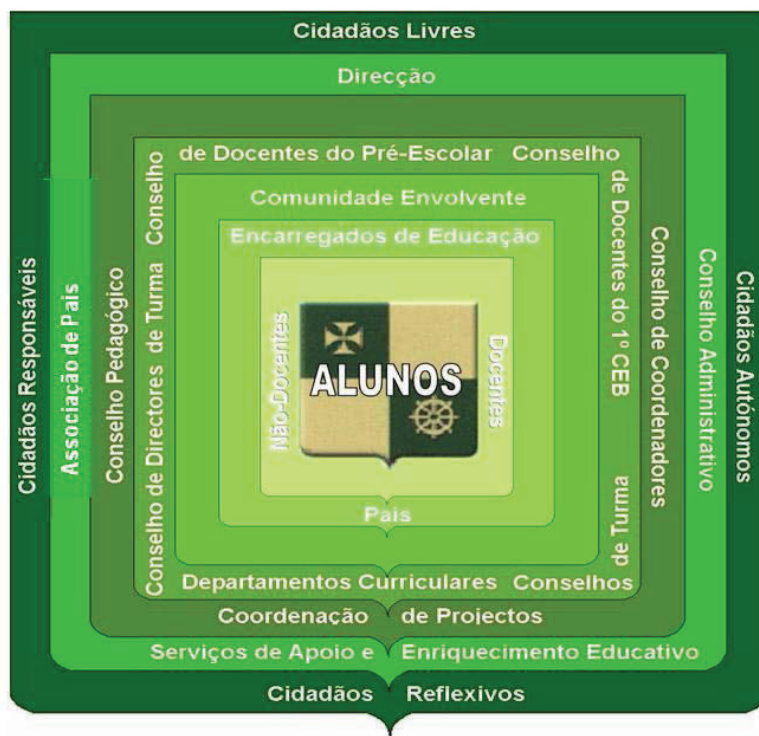 Cidadãos Livres
Direcção
Conselho de Docentes do Pré-Escolar
Conselho de Docentes do 1º CEB
Comunidade Envolvente
Encarregados de Educação
Cidadãos Responsáveis
Associação de Pais
Conselho Pedagógico
Conselho de Directores de Turma
Não-Docentes
ALUNOS
Docentes
Conselho de Coordenadores
Conselho Administrativo
Cidadãos Autónomos
Pais
Departamentos Curriculares
Conselhos de Turma
Coordenação de Projectos
Serviços de Apoio e Enriquecimento Educativo
Cidadãos Reflexivos